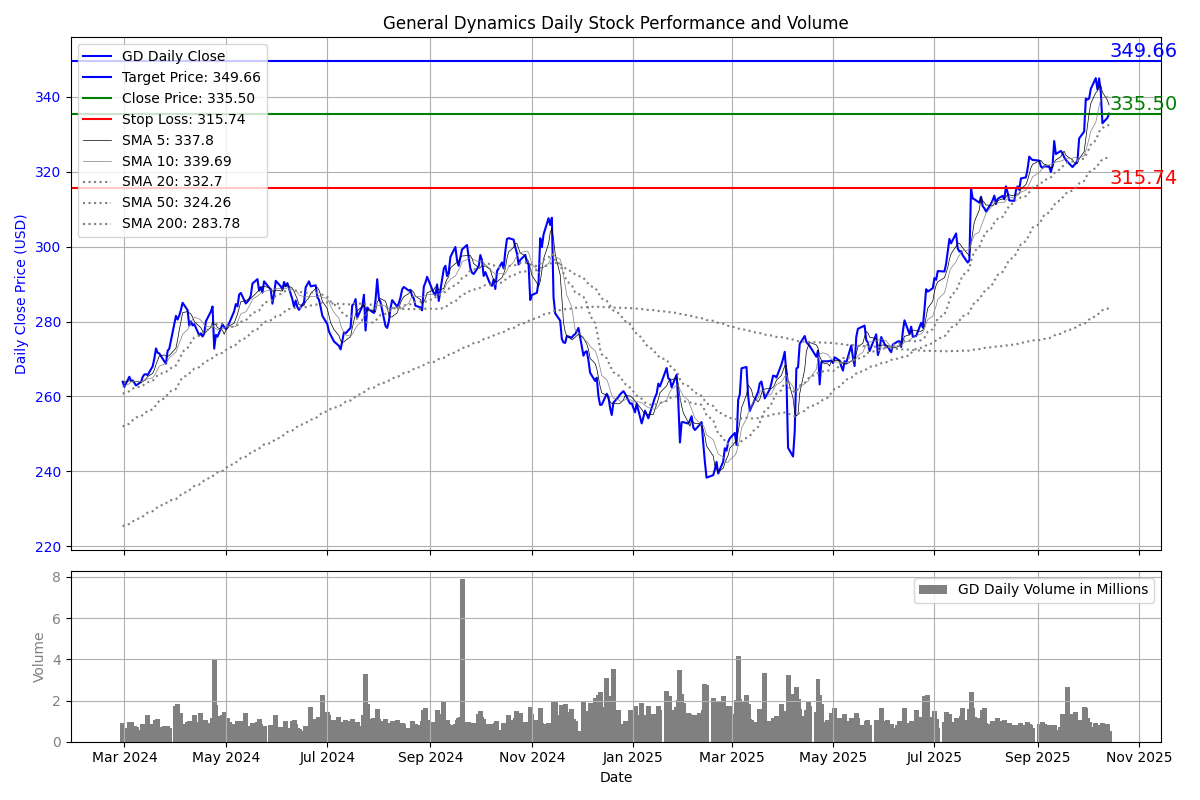 General Dynamics Daily Stock Performance and Volume
GD Daily Close
Target Price: 349.66
Close Price: 335.50
Stop Loss: 315.74
SMA 5: 337.8
SMA 10: 339.69
SMA 20: 332.7
SMA 50: 324.26
SMA 200: 283.78
349.66
335.50
315.74
Daily Close Price (USD)
340
320
300
280
260
240
220
GD Daily Volume in Millions
Volume
8
6
4
2
0
Mar 2024 May 2024 Jul 2024 Sep 2024 Nov 2024 Jan 2025 Mar 2025 May 2025 Jul 2025 Sep 2025 Nov 2025
Date